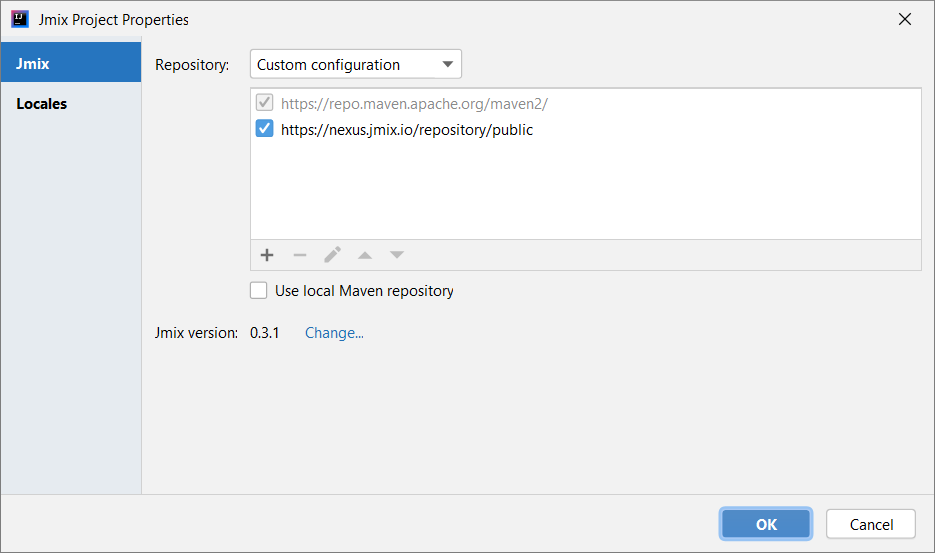 Jmix Project Properties
Jmix
Locales
Repository: Custom configuration
https://repo.maven.apache.org/maven2/
https://nexus.jmix.io/repository/public
Use local Maven repository
Jmix version: 0.3.1 Change...
OK Cancel